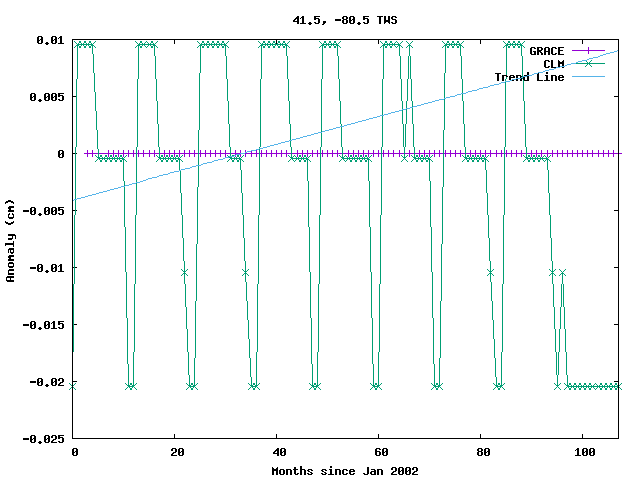 41.5, -80.5 TWS
0.01
0.005
0
-0.005
-0.01
-0.015
-0.02
-0.025
Anomaly (cm)
GRACE
CLM
Trend Line
0 20 40 60 80 100
Months since Jan 2002